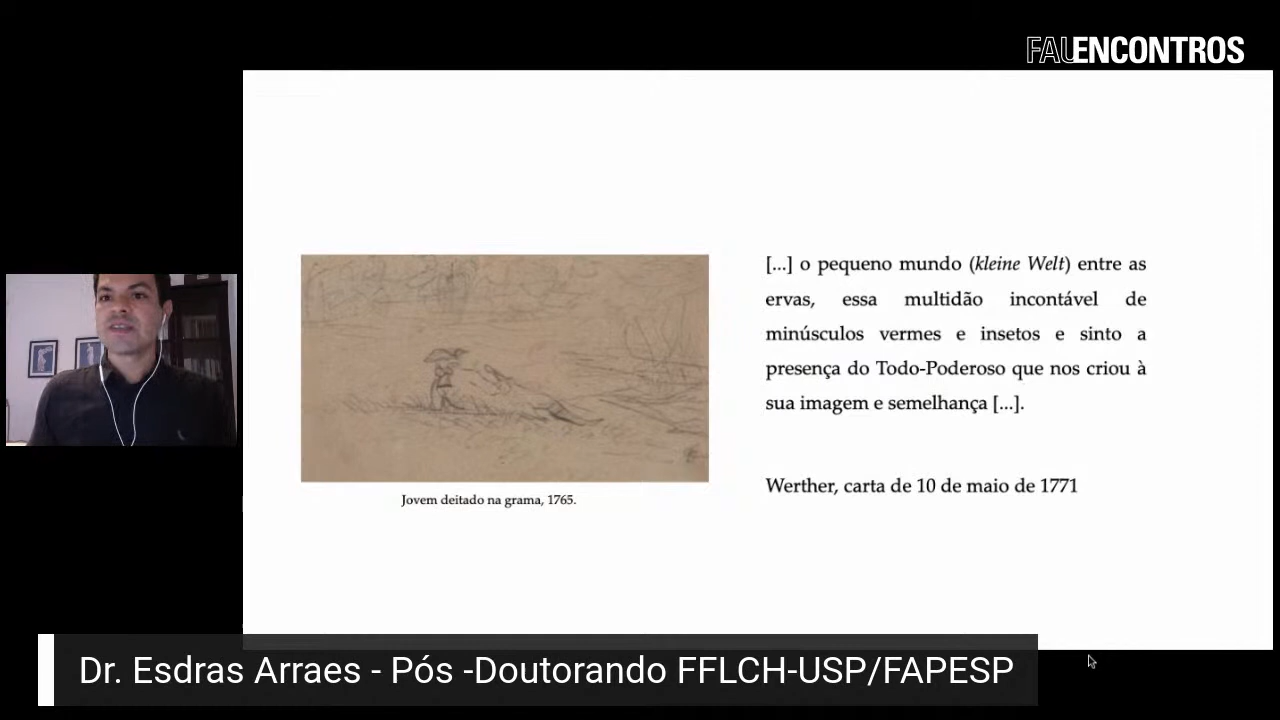 FAUENCONTROS
[...] o pequeno mundo (kleine Welt) entre as
ervas, essa multidão incontável de
minúsculos vermes e insetos e sinto a
presença do Todo-Poderoso que nos criou à
sua imagem e semelhança [...].
Werther, carta de 10 de maio de 1771
Jovem deitado na grama, 1765.
Dr. Esdras Arraes - Pós -Doutorando FFLCH-USP/FAPESP